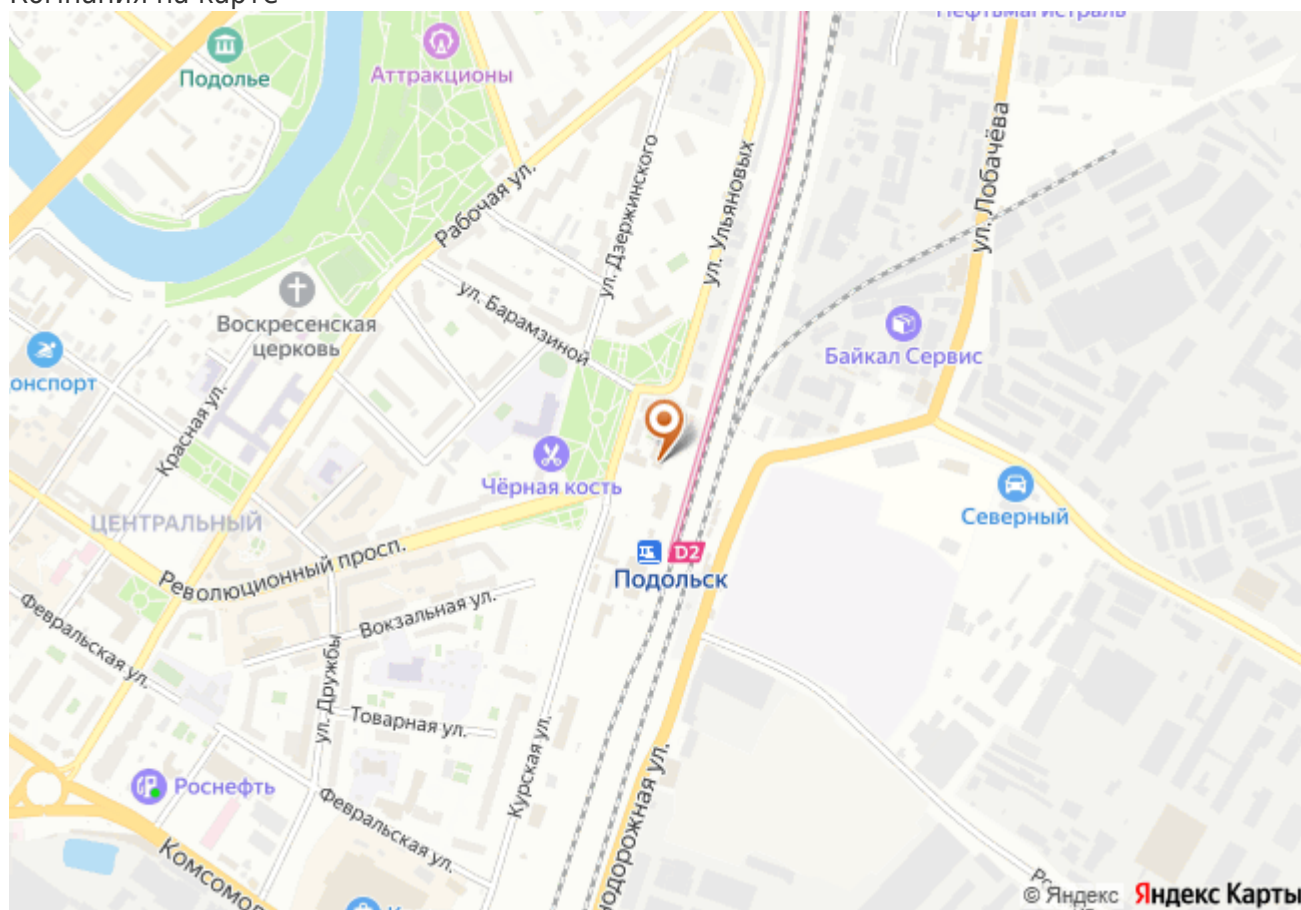 Компания на карте
Нефтьмагистраль
Подолье
Аттракционы
ул. Лобачёва
Рабочая ул.
ул. Дзержинского
ул. Ульяновых
ул. Барамзиной
Воскресенская
церковь
Байкал Сервис
онспорт
Красная ул.
Чёрная кость
Северный
ЦЕНТРАЛЬНЫЙ
Революционный просп.
D2
Подольск
Февральская ул.
Вокзальная ул.
ул. Дружбы
Товарная ул.
Курская ул.
Роснефть
Февральская ул.
нодорожная ул.
Комсомол
© Яндекс Яндекс Карты